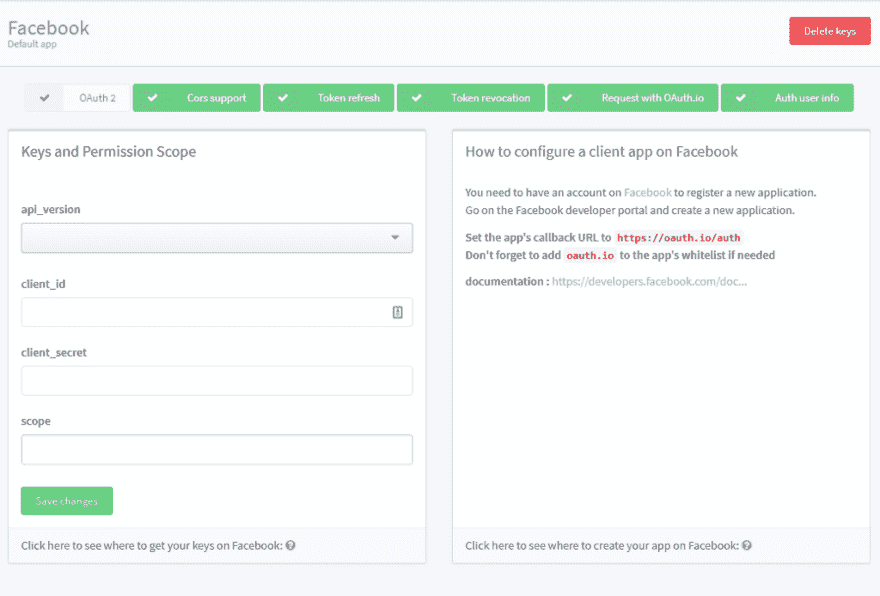 Facebook
Default app
Delete keys
OAuth 2
Cors support
Token refresh
Token revocation
Request with OAuth.io
Auth user info
Keys and Permission Scope
api_version
client_id
client_secret
scope
Save changes
Click here to see where to get your keys on Facebook:
How to configure a client app on Facebook
You need to have an account on Facebook to register a new application.
Go on the Facebook developer portal and create a new application.
Set the app's callback URL to https://oauth.io/auth
Don't forget to add oauth.io to the app's whitelist if needed
documentation : https://developers.facebook.com/doc...
Click here to see where to create your app on Facebook: